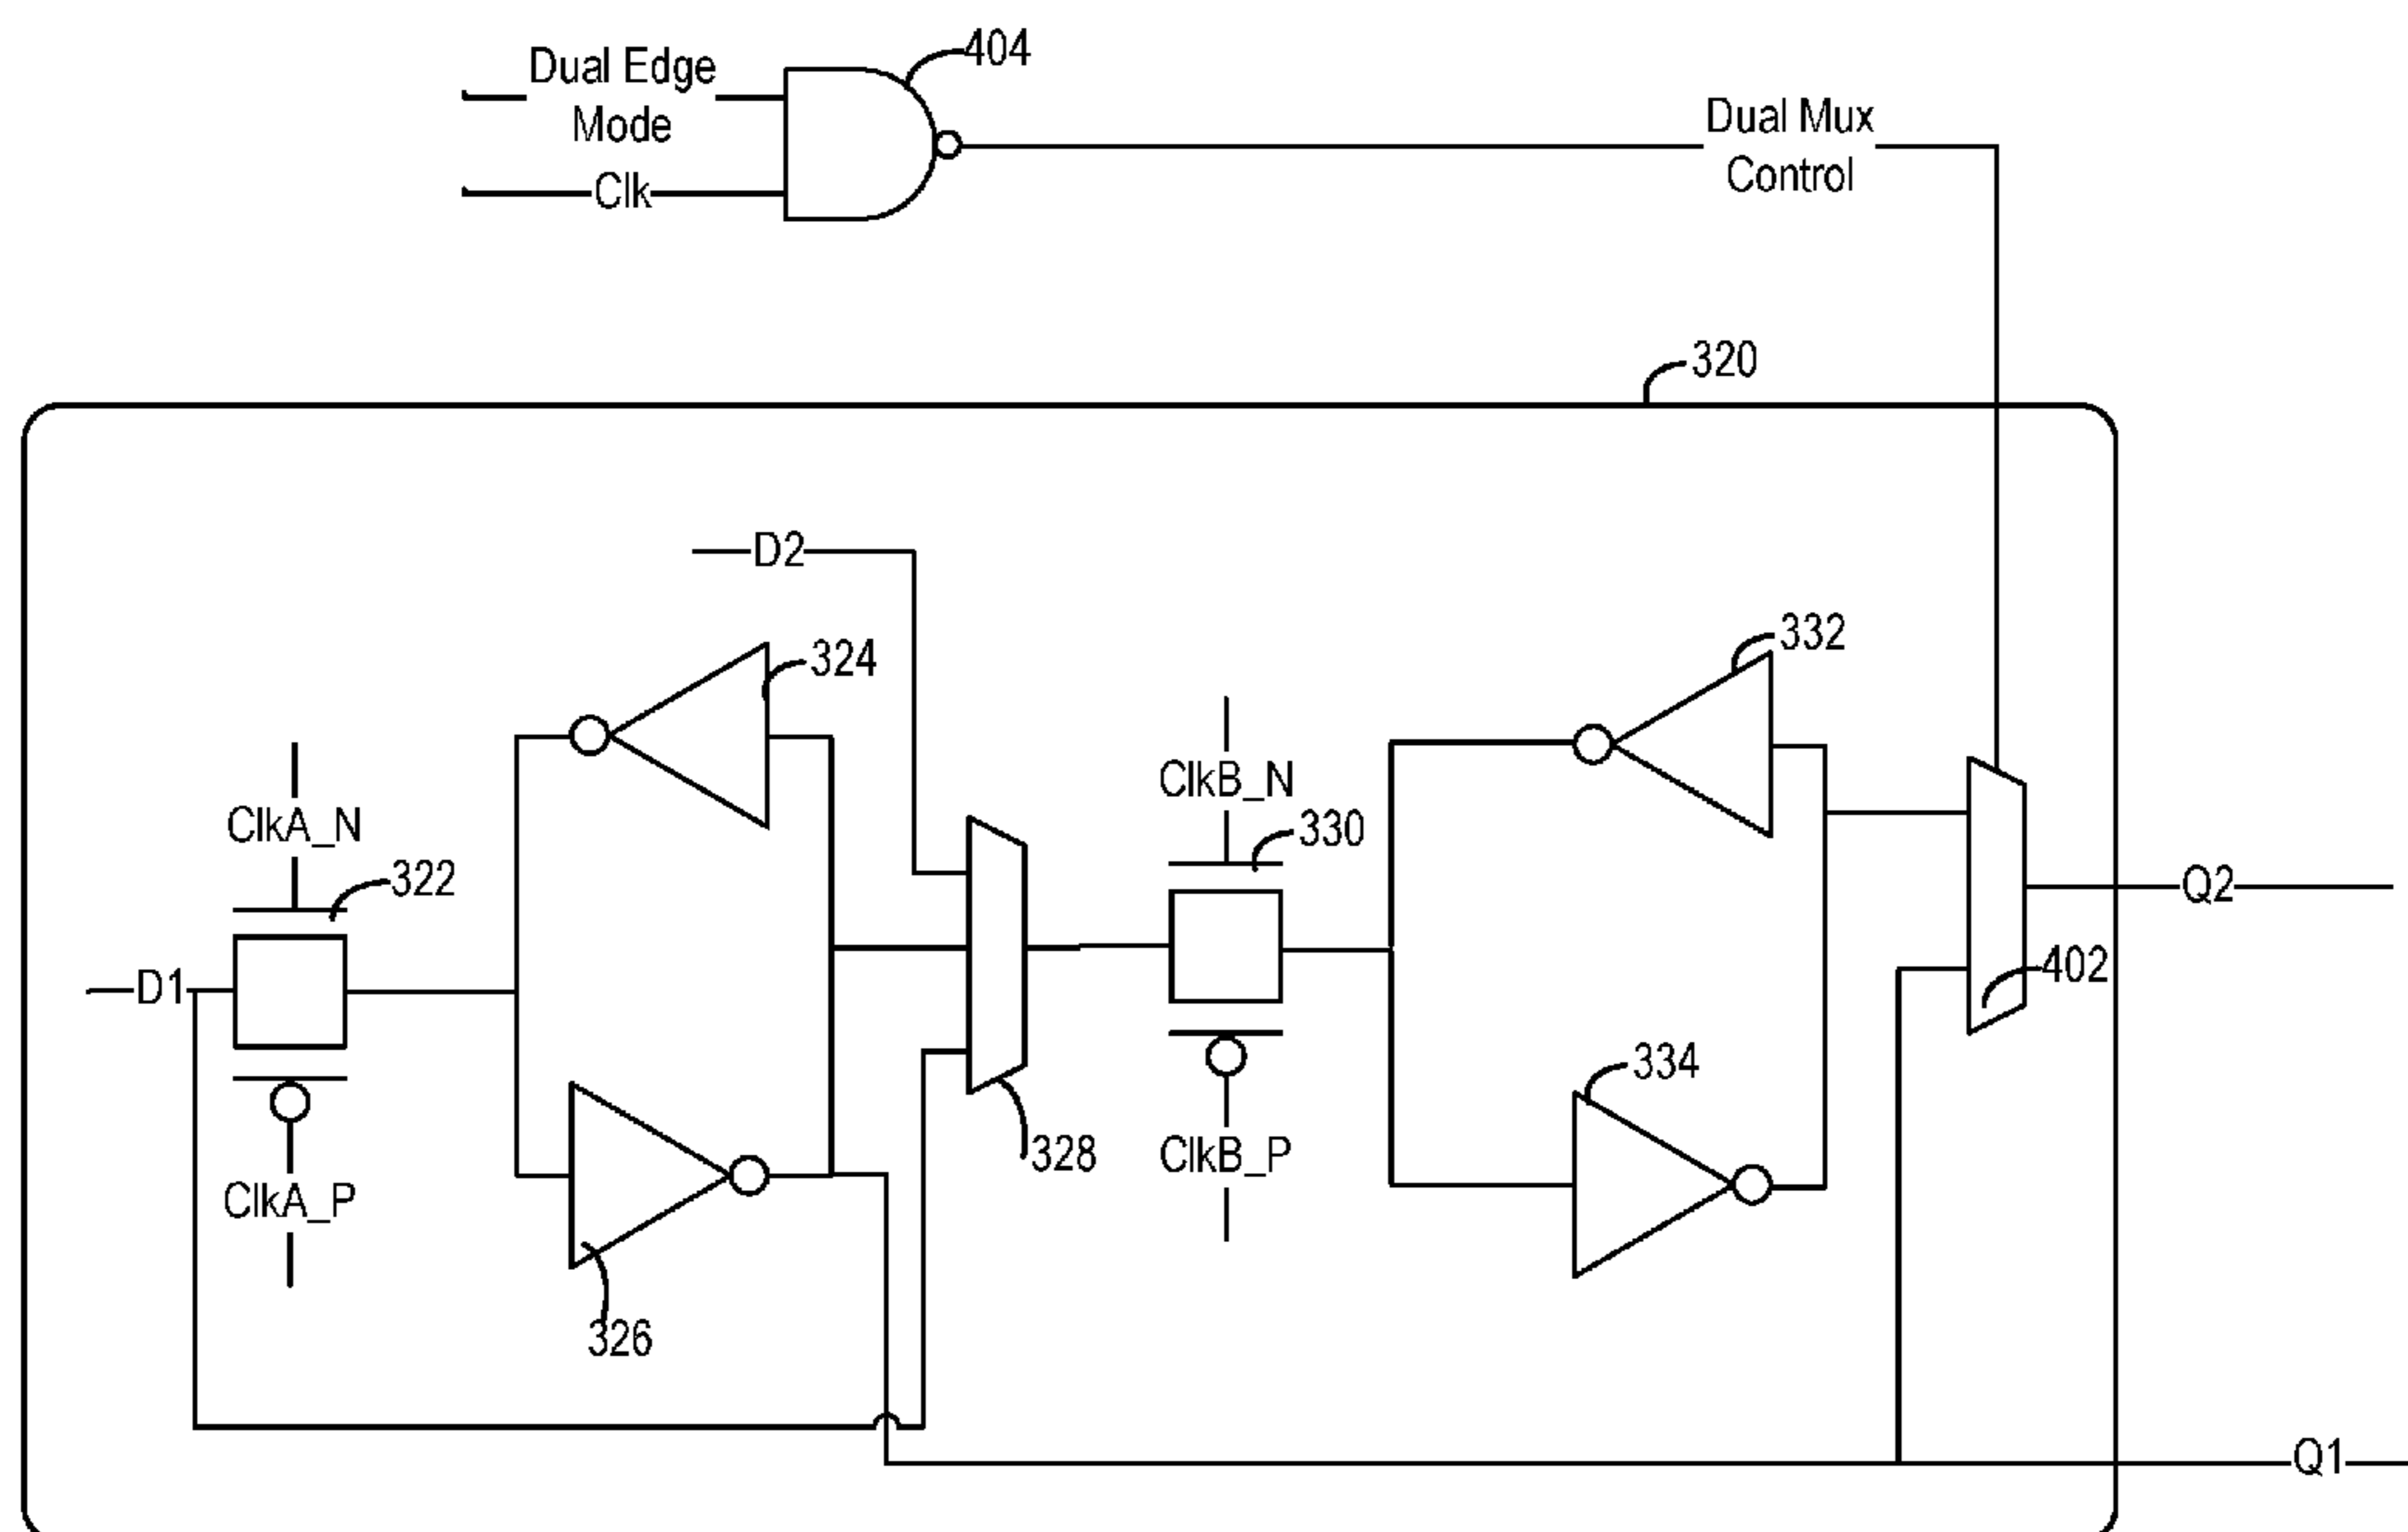 404
Dual Edge
Mode
Clk
Dual Mux
Control
320
D2
324
332
ClkA_N
322
ClkB_N
330
D1
Q2
402
334
ClkA_P
328
ClkB_P
326
Q1